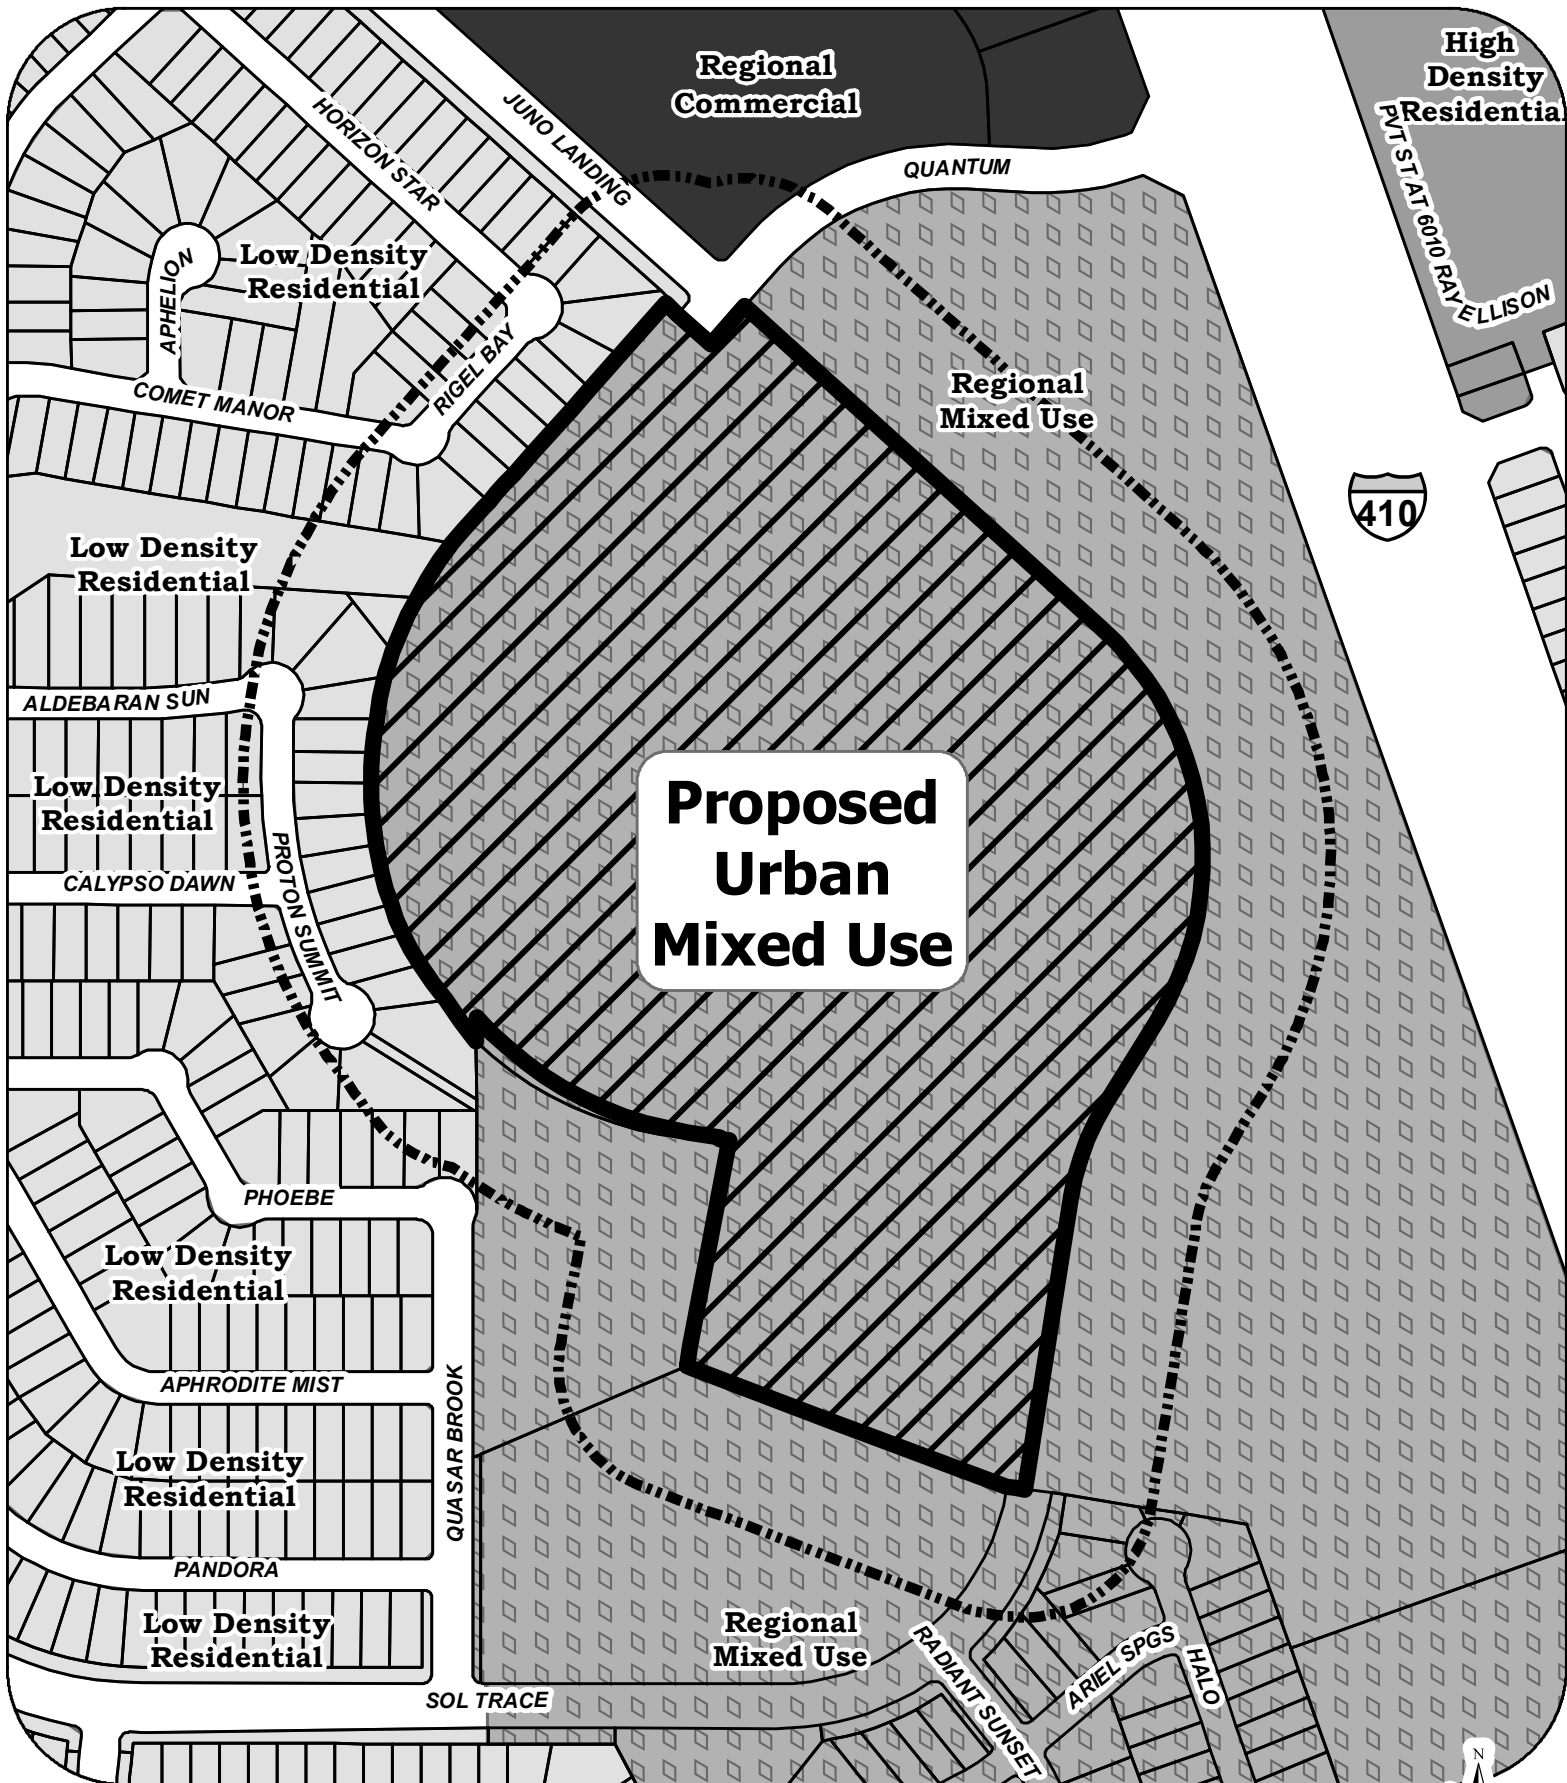 Regional
Commercial
High
Density
Residential
JUNO LANDING
HORIZON STAR
QUANTUM
PVT ST AT 6010 RAY ELLISON
Low Density
Residential
APHELION
RIGEL BAY
COMET MANOR
Regional
Mixed Use
410
Low Density
Residential
ALDEBARAN SUN
Low Density
Residential
Proposed
Urban
Mixed Use
CALYPSO DAWN
PROTON SUMMIT
PHOEBE
Low Density
Residential
APHRODITE MIST
QUASAR BROOK
Low Density
Residential
PANDORA
Low Density
Residential
Regional
Mixed Use
RADIANT SUNSET
ARIEL SPGS
HALO
SOL TRACE
N